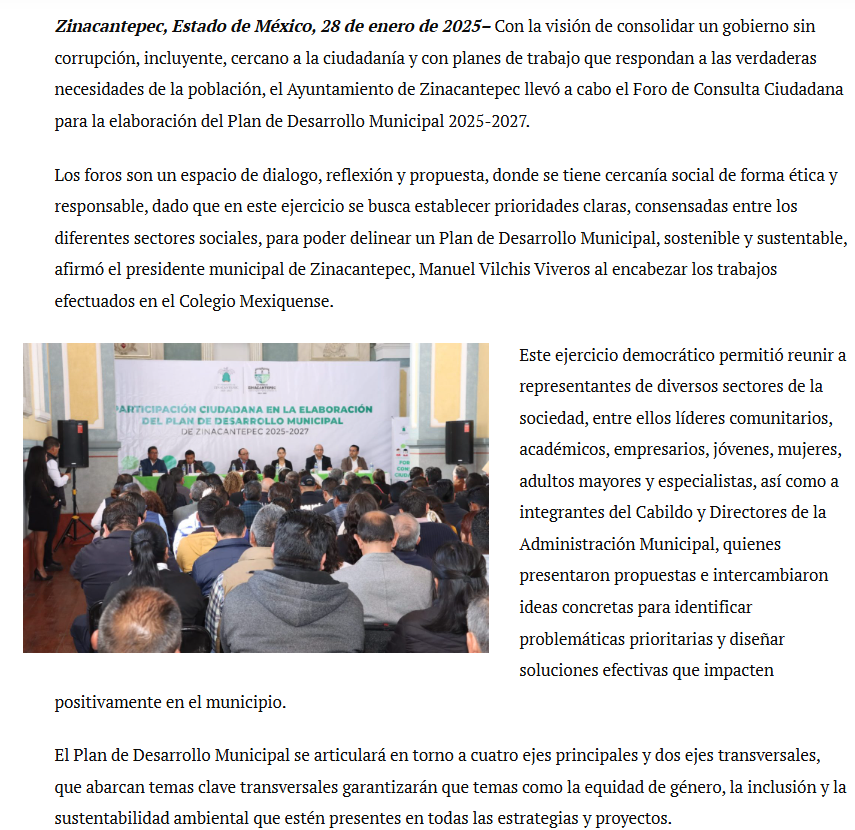 Zinacantepec, Estado de México, 28 de enero de 2025– Con la visión de consolidar un gobierno sin
corrupción, incluyente, cercano a la ciudadanía y con planes de trabajo que respondan a las verdaderas
necesidades de la población, el Ayuntamiento de Zinacantepec llevó a cabo el Foro de Consulta Ciudadana
para la elaboración del Plan de Desarrollo Municipal 2025-2027.
Los foros son un espacio de dialogo, reflexión y propuesta, donde se tiene cercanía social de forma ética y
responsable, dado que en este ejercicio se busca establecer prioridades claras, consensadas entre los
diferentes sectores sociales, para poder delinear un Plan de Desarrollo Municipal, sostenible y sustentable,
afirmó el presidente municipal de Zinacantepec, Manuel Vilchis Viveros al encabezar los trabajos
efectuados en el Colegio Mexiquense.
ZINACANTEPEC
PARTICIPACIÓN CIUDADANA EN LA ELABORACIÓN
DEL PLAN DE DESARROLLO MUNICIPAL
DE ZINACANTEPEC 2025-2027
Este ejercicio democrático permitió reunir a
representantes de diversos sectores de la
sociedad, entre ellos líderes comunitarios,
académicos, empresarios, jóvenes, mujeres,
adultos mayores y especialistas, así como a
integrantes del Cabildo y Directores de la
Administración Municipal, quienes
presentaron propuestas e intercambiaron
ideas concretas para identificar
problemáticas prioritarias y diseñar
soluciones efectivas que impacten
positivamente en el municipio.
El Plan de Desarrollo Municipal se articulará en torno a cuatro ejes principales y dos ejes transversales,
que abarcan temas clave transversales garantizarán que temas como la equidad de género, la inclusión y la
sustentabilidad ambiental que estén presentes en todas las estrategias y proyectos.